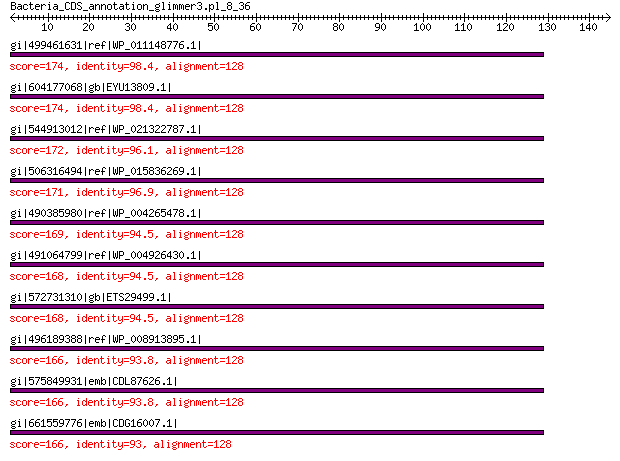 Bacteria_CDS_annotation_glimmer3.pl_8_36
10 20 30 40 50 60 70 80 90 100 110 120 130 140
gi|499461631|ref|WP_011148776.1|
score=174, identity=98.4, alignment=128
gi|604177068|gb|EYU13809.1|
score=174, identity=98.4, alignment=128
gi|544913012|ref|WP_021322787.1|
score=172, identity=96.1, alignment=128
gi|506316494|ref|WP_015836269.1|
score=171, identity=96.9, alignment=128
gi|490385980|ref|WP_004265478.1|
score=169, identity=94.5, alignment=128
gi|491064799|ref|WP_004926430.1|
score=168, identity=94.5, alignment=128
gi|572731310|gb|ETS29499.1|
score=168, identity=94.5, alignment=128
gi|496189388|ref|WP_008913895.1|
score=166, identity=93.8, alignment=128
gi|575849931|emb|CDL87626.1|
score=166, identity=93.8, alignment=128
gi|661559776|emb|CDG16007.1|
score=166, identity=93, alignment=128